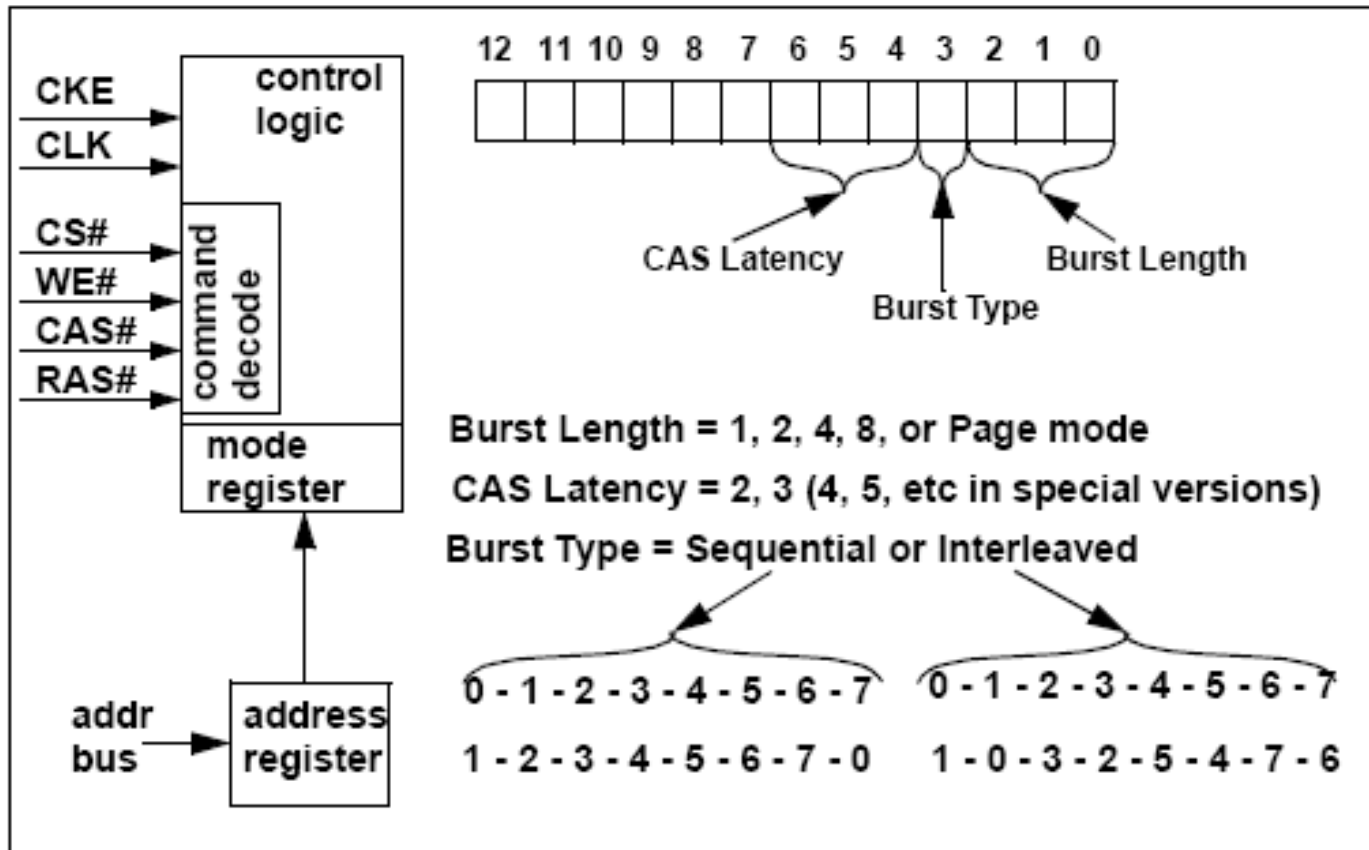 CKE
CLK
CS#
WE#
CAS#
RAS#
control
logic
command
decode
mode
register
addr
bus
address
register
12 11 10 9 8 7 6 5 4 3 2 1 0
CAS Latency
Burst Type
Burst Length
Burst Length = 1, 2, 4, 8, or Page mode
CAS Latency = 2, 3 (4, 5, etc in special versions)
Burst Type = Sequential or Interleaved
0 - 1 - 2 - 3 - 4 - 5 - 6 - 7
1 - 2 - 3 - 4 - 5 - 6 - 7 - 0
0 - 1 - 2 - 3 - 4 - 5 - 6 - 7
1 - 0 - 3 - 2 - 5 - 4 - 7 - 6